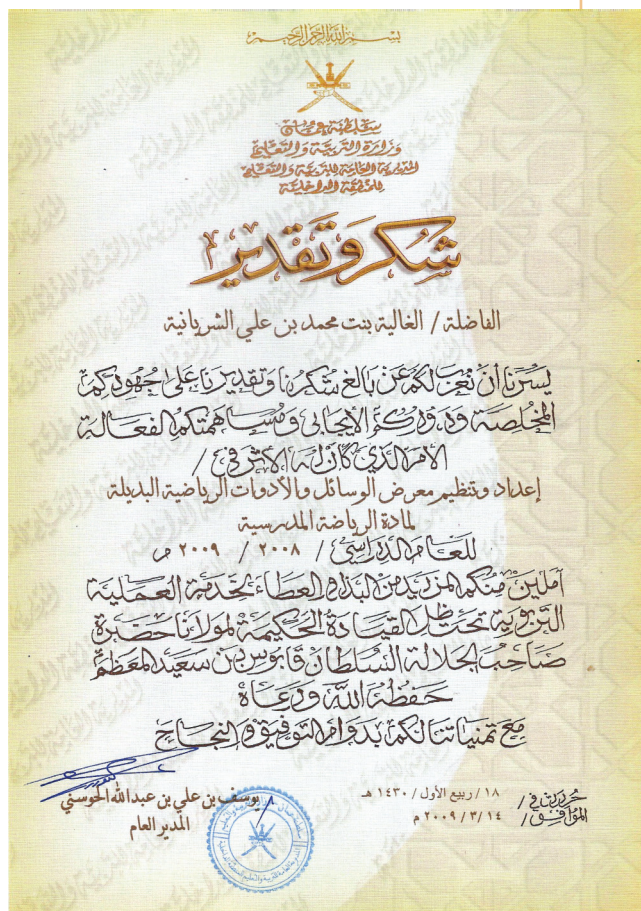 بسم الله الرحمن الرحيم
سلطنة عمان
وزارة التربية والتعليم
المديرية العامة للتربية والتعليم
للمنطقة الداخلية
شكر وتقدير
الفاضلة / الغالية بنت محمد بن علي الشريانية
يسرنا أن نعرب لكم عن بالغ شكرنا وتقديرنا على جهودكم
المخلصة ودوركم الإيجابي ومساهمتكم الفعالة
الأمر الذي كان له الأثر في /
إعداد وتنظيم معرض الوسائل والأدوات الرياضية البديلة
لمادة الرياضة المدرسية
للعام الدراسي / ٢٠٠٨ / ٢٠٠٩ م
آملين منكم المزيد من البذل والعطاء لخدمة العملية
التربوية تحت ظل القيادة الحكيمة لمولانا حضرة
صاحب الجلالة السلطان قابوس بن سعيد المعظم
حفظه الله ورعاه
مع تمنياتنا لكم بدوام التوفيق والنجاح
حررت في / ١٨ / ربيع الأول / ١٤٣٠ هـ
الموافق / ١٤ / ٣ / ٢٠٠٩ م
يوسف بن علي بن عبدالله الحوسني
المدير العام